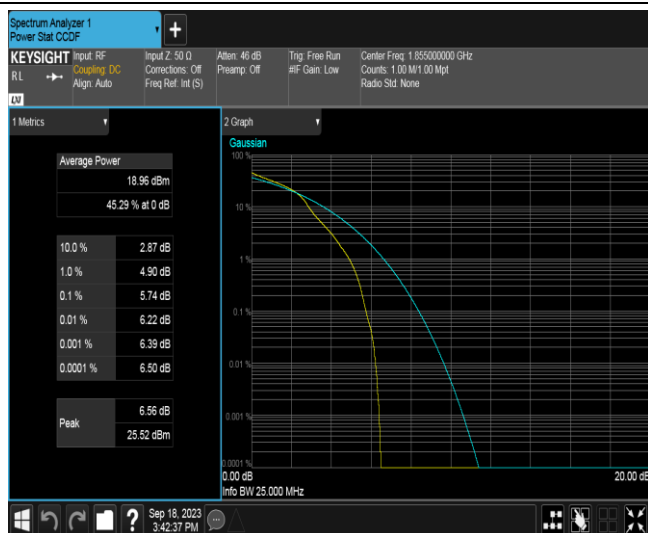 Spectrum Analyzer 1
Power Stat CCDF
+
KEYSIGHT
RL
LXI
Input: RF
Coupling: DC
Align: Auto
Input Z: 50 Ω
Corrections: Off
Freq Ref: Int (S)
Atten: 46 dB
Preamp: Off
Trig: Free Run
#IF Gain: Low
Center Freq: 1.855000000 GHz
Counts: 1.00 M/1.00 Mpt
Radio Std: None
1 Metrics
Average Power
18.96 dBm
45.29 % at 0 dB
10.0 % 2.87 dB
1.0 % 4.90 dB
0.1 % 5.74 dB
0.01 % 6.22 dB
0.001 % 6.39 dB
0.0001 % 6.50 dB
Peak
6.56 dB
25.52 dBm
2 Graph
Gaussian
100 %
10 %
1 %
0.1 %
0.01 %
0.001 %
0.0001 %
0.00 dB 20.00 dB
Info BW 25.000 MHz
?
Sep 18, 2023
3:42:37 PM